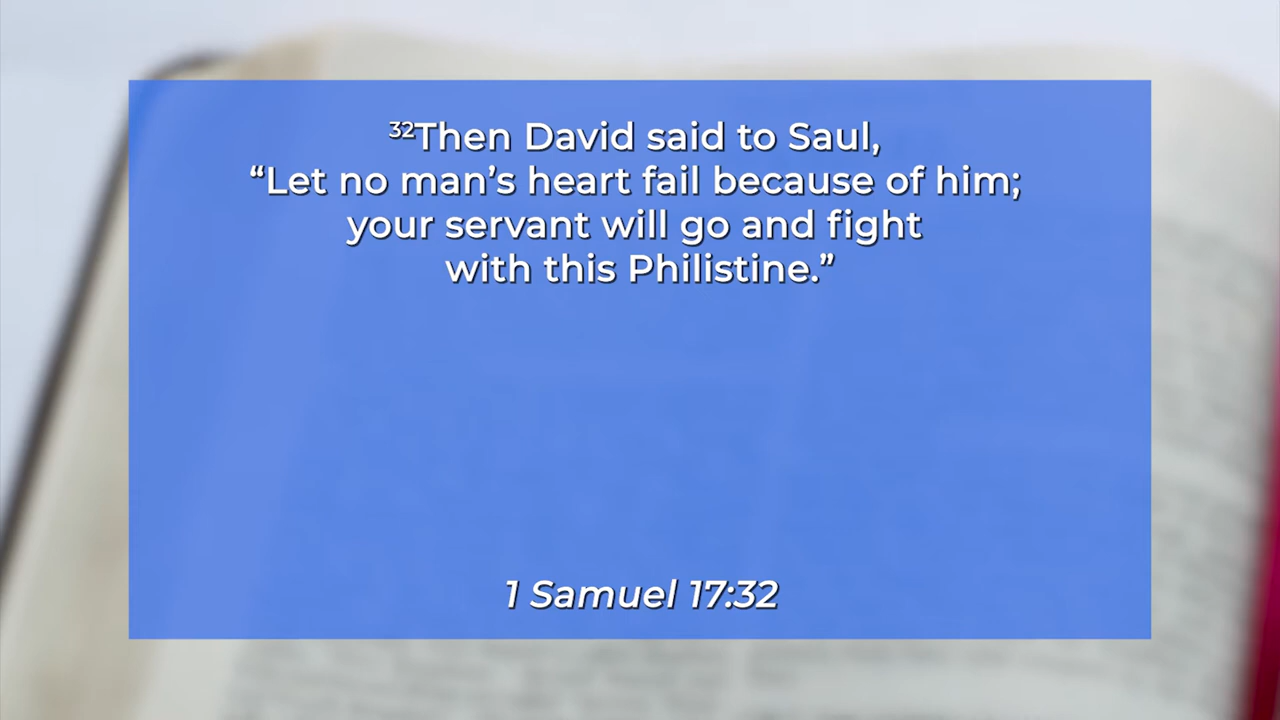 ³²Then David said to Saul,
“Let no man’s heart fail because of him;
your servant will go and fight
with this Philistine.”
1 Samuel 17:32